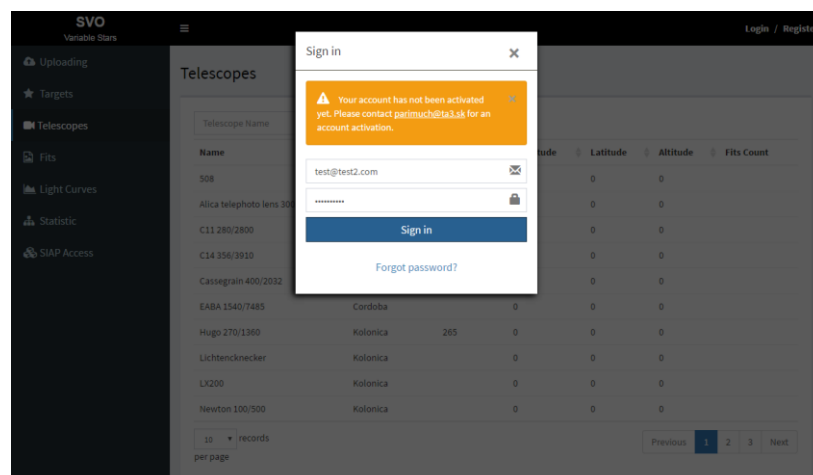 SVO
Variable Stars
Login / Registe
Uploading
Targets
Telescopes
Fits
Light Curves
Statistic
SIAP Access
Telescopes
Telescope Name
Sign in
Your account has not been activated
yet. Please contact parimuch@ta3.sk for an
account activation.
test@test2.com
Sign in
Forgot password?
Name tude Latitude Altitude Fits Count
508 0 0
Alica telephoto lens 300 0 0
C11 280/2800 0 0
C14 356/3910 0 0
Cassegrain 400/2032 0 0
EABA 1540/7485 Cordoba 0 0 0
Hugo 270/1360 Kolonica 265 0 0 0
Lichtencknecker Kolonica 0 0 0
LX200 Kolonica 0 0 0
Newton 100/500 Kolonica 0 0 0
10 records
per page
Previous 1 2 3 Next